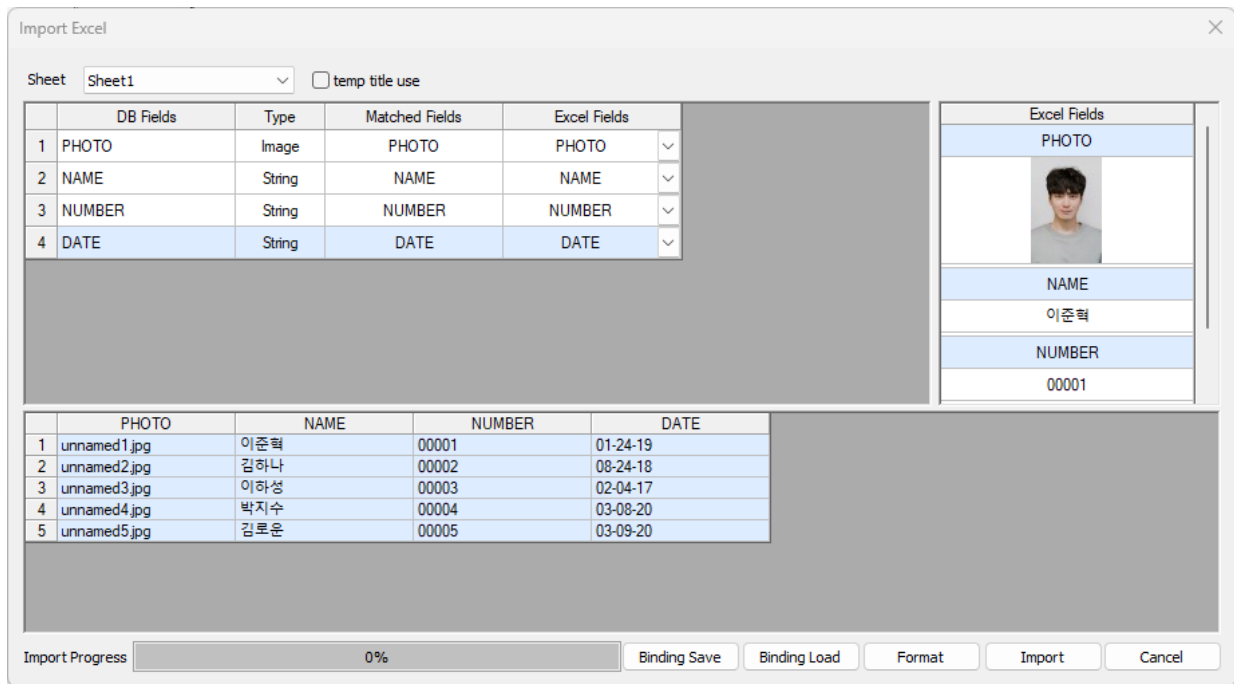 Import Excel
Sheet Sheet1 temp title use
DB Fields Type Matched Fields Excel Fields
1 PHOTO Image PHOTO PHOTO
2 NAME String NAME NAME
3 NUMBER String NUMBER NUMBER
4 DATE String DATE DATE
Excel Fields
PHOTO
NAME
이준혁
NUMBER
00001
PHOTO NAME NUMBER DATE
1 unnamed1.jpg 이준혁 00001 01-24-19
2 unnamed2.jpg 김하나 00002 08-24-18
3 unnamed3.jpg 이하성 00003 02-04-17
4 unnamed4.jpg 박지수 00004 03-08-20
5 unnamed5.jpg 김로운 00005 03-09-20
Import Progress 0% Binding Save Binding Load Format Import Cancel